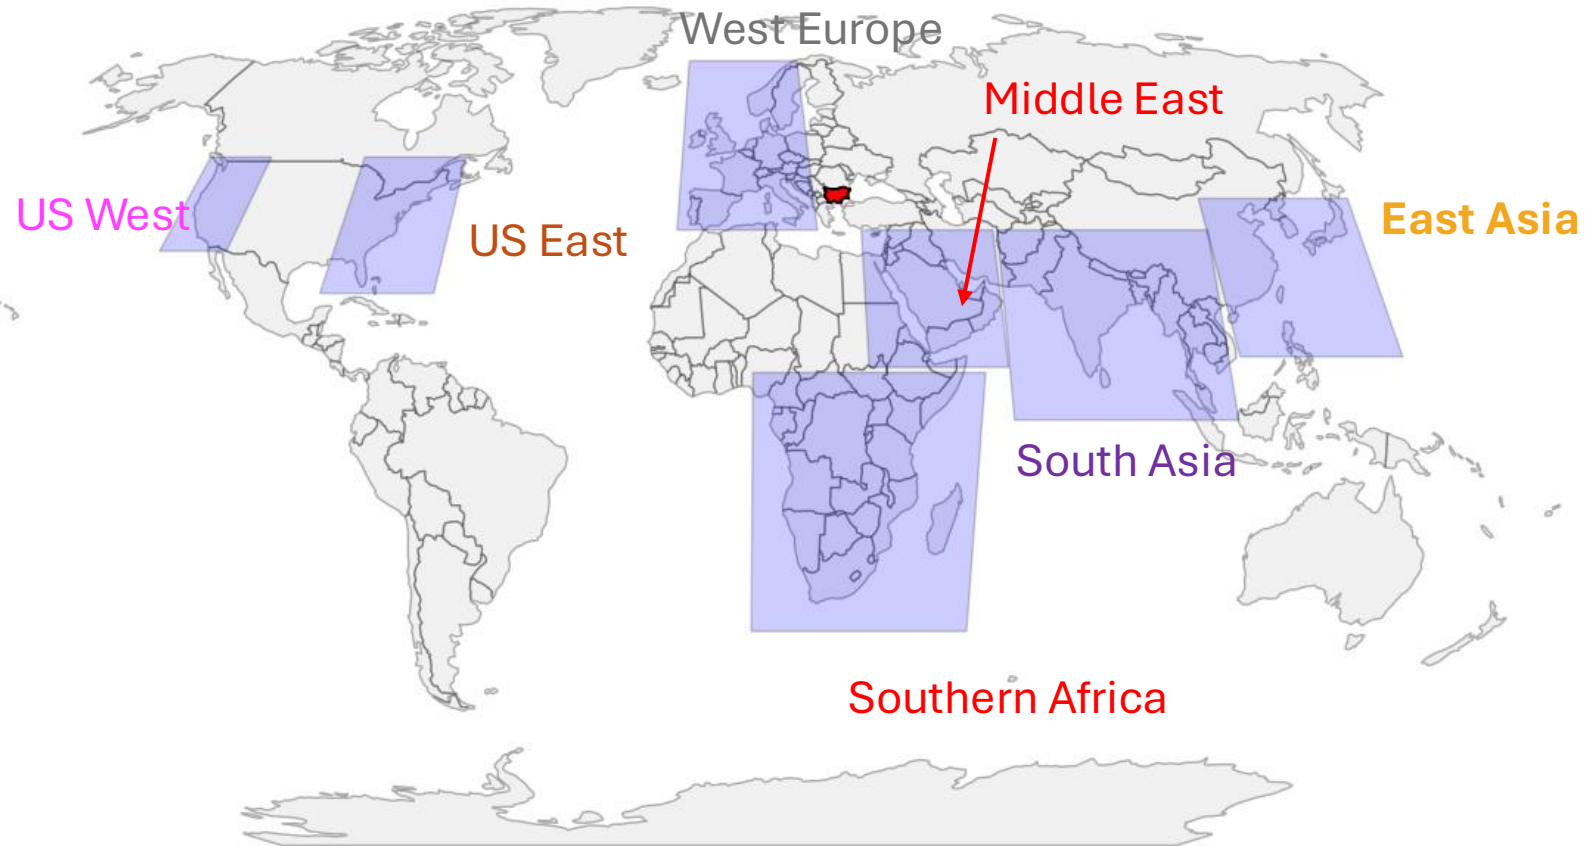 West Europe
Middle East
US West
US East
East Asia
South Asia
Southern Africa